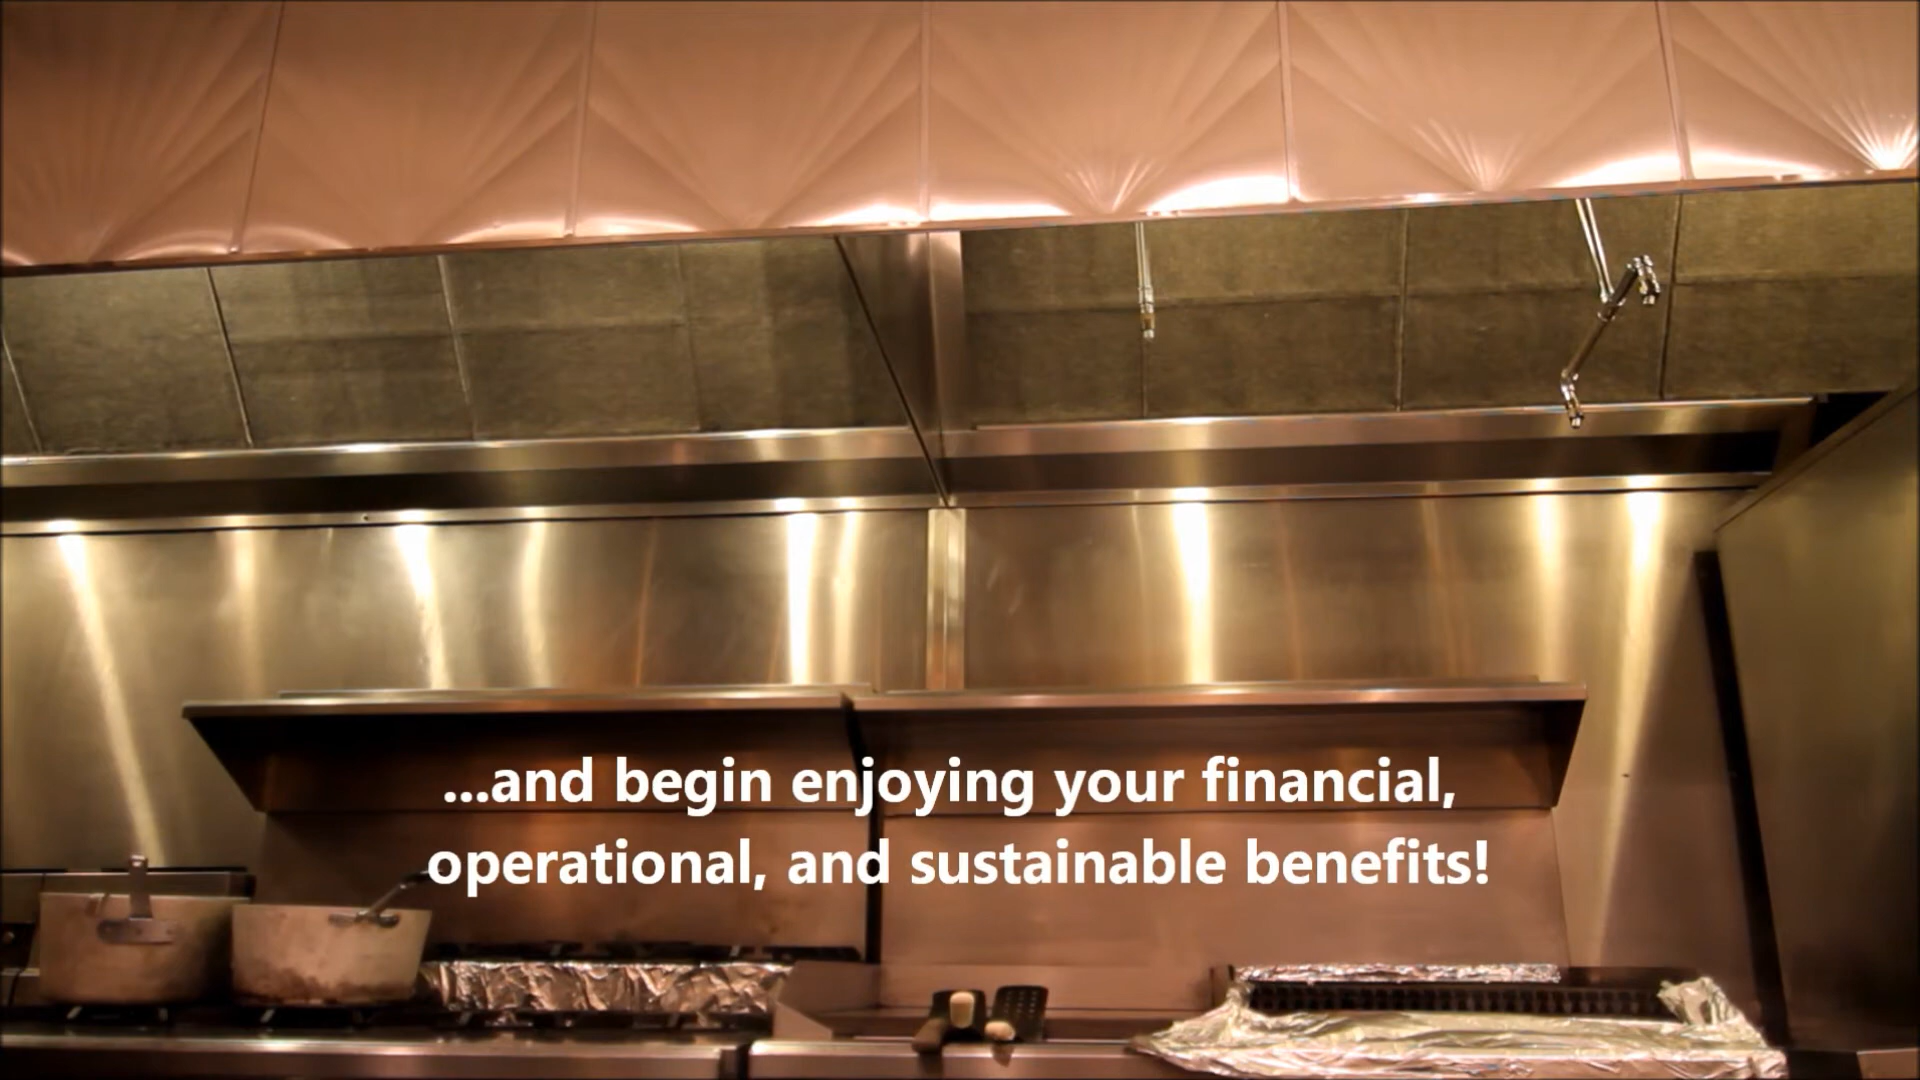 ...and begin enjoying your financial,
operational, and sustainable benefits!